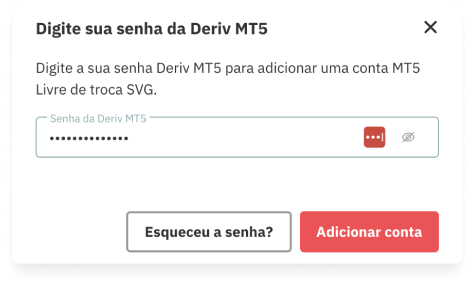 Digite sua senha da Deriv MT5
Digite a sua senha Deriv MT5 para adicionar uma conta MT5
Livre de troca SVG.
Senha da Deriv MT5
••••••••••••••
Esqueceu a senha?
Adicionar conta